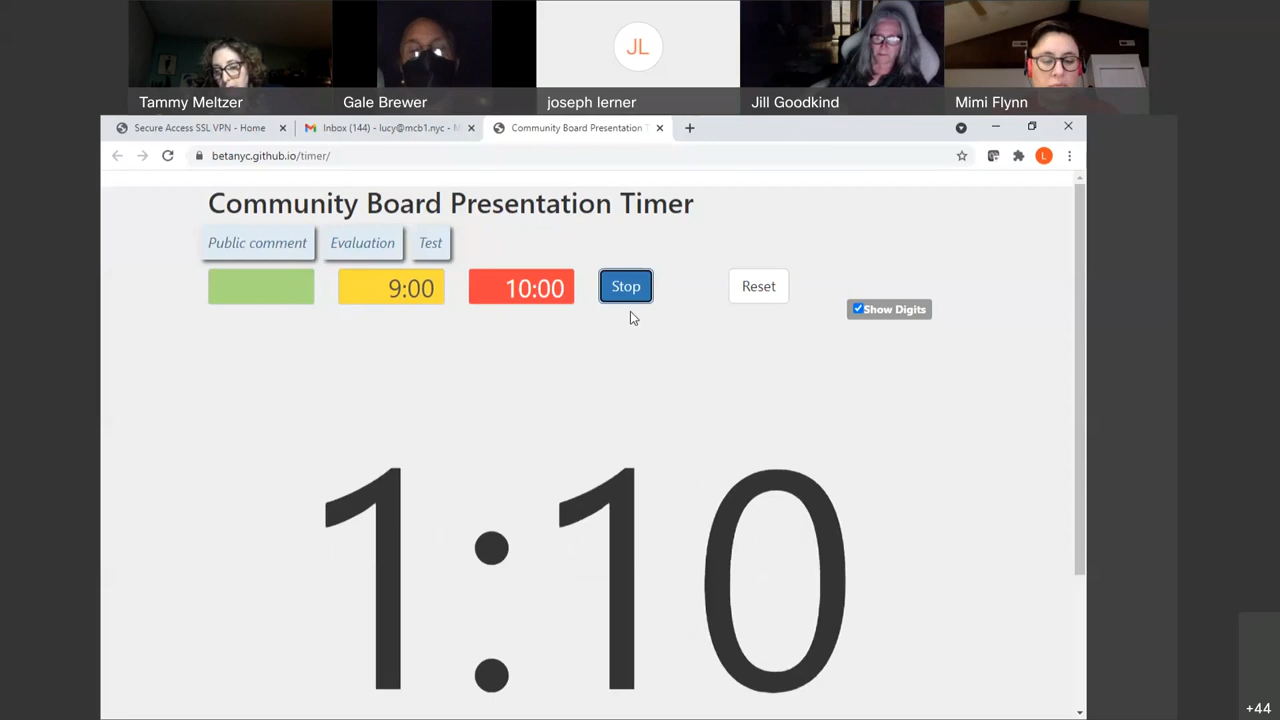 JL
Tammy Meltzer
Gale Brewer
joseph lerner
Jill Goodkind
Mimi Flynn
Secure Access SSL VPN - Home
Inbox (144) - lucy@mcb1.nyc -
Community Board Presentation
betanyc.github.io/timer/
L
Community Board Presentation Timer
Public comment
Evaluation
Test
9:00
10:00
Stop
Reset
Show Digits
1:10
+44